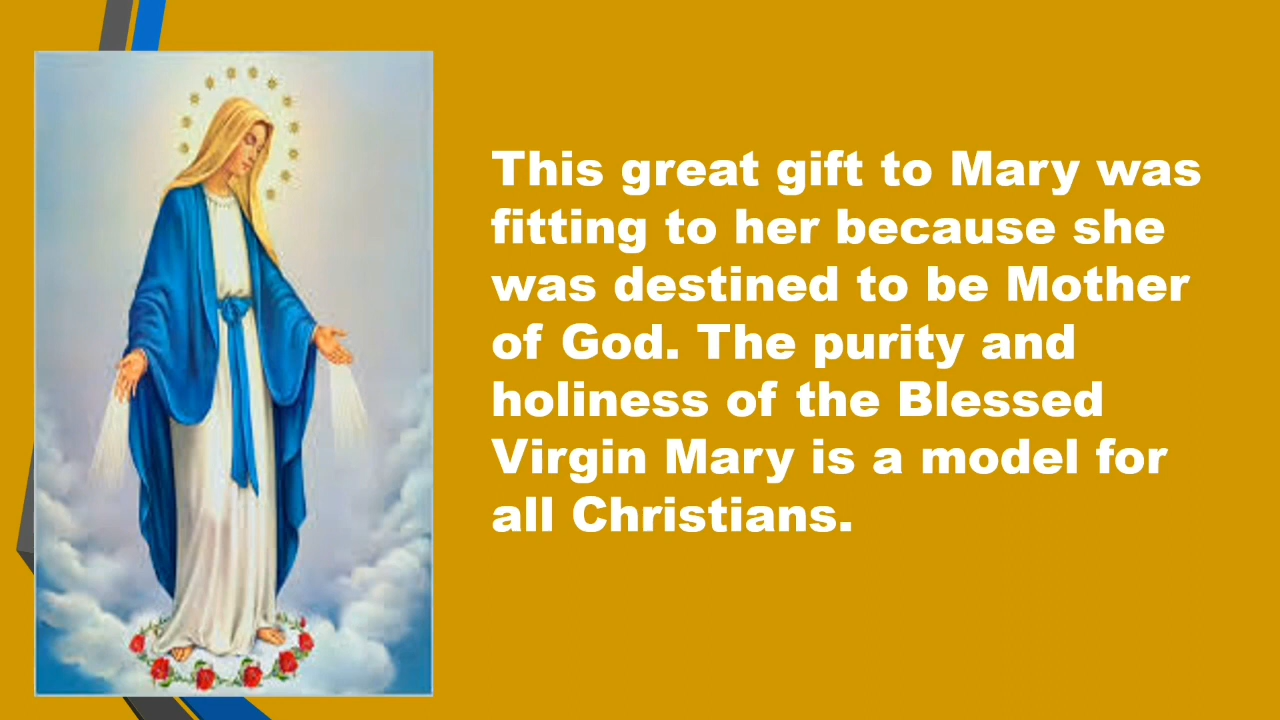 This great gift to Mary was
fitting to her because she
was destined to be Mother
of God. The purity and
holiness of the Blessed
Virgin Mary is a model for
all Christians.